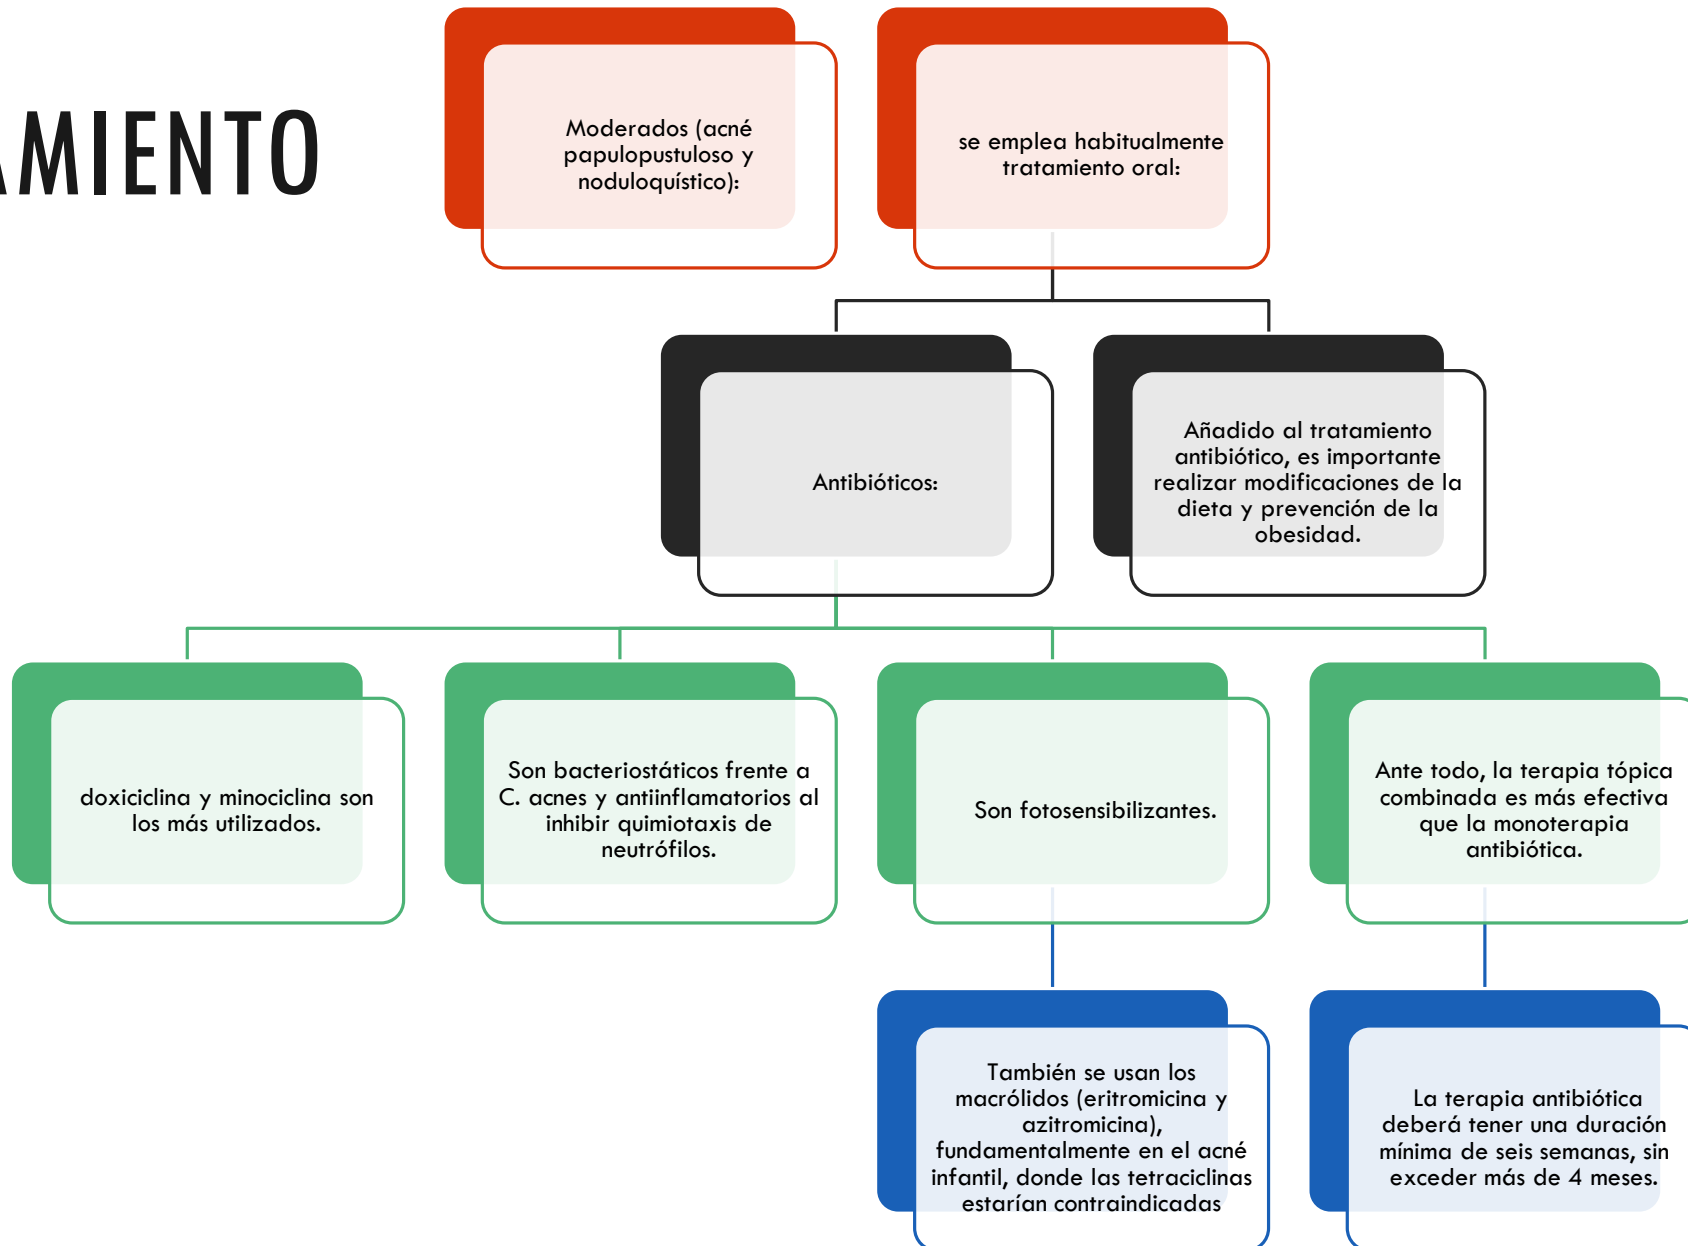 AMIENTO
Moderados (acné
papulopustuloso y
noduloquístico):
se emplea habitualmente
tratamiento oral:
Antibióticos:
Añadido al tratamiento
antibiótico, es importante
realizar modificaciones de la
dieta y prevención de la
obesidad.
doxiciclina y minociclina son
los más utilizados.
Son bacteriostáticos frente a
C. acnes y antiinflamatorios al
inhibir quimiotaxis de
neutrófilos.
Son fotosensibilizantes.
Ante todo, la terapia tópica
combinada es más efectiva
que la monoterapia
antibiótica.
También se usan los
macrólidos (eritromicina y
azitromicina),
fundamentalmente en el acné
infantil, donde las tetraciclinas
estarían contraindicadas
La terapia antibiótica
deberá tener una duración
mínima de seis semanas, sin
exceder más de 4 meses.